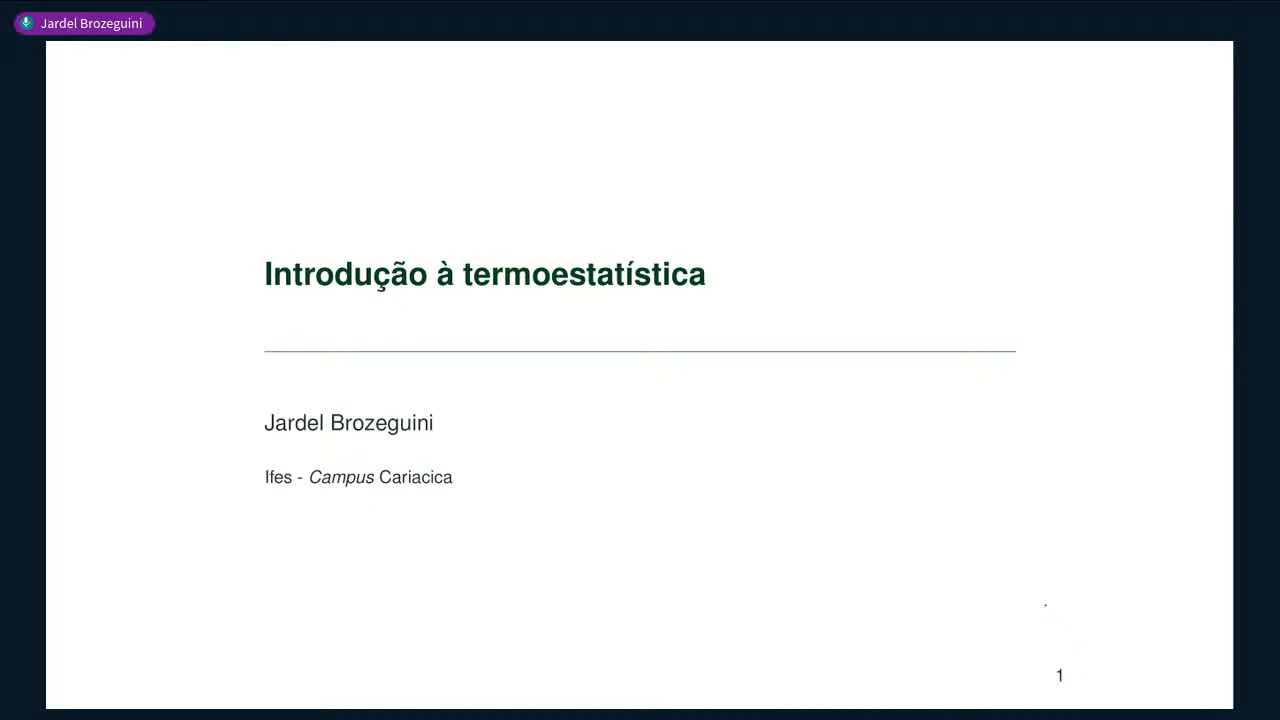 Jardel Brozeguini
Introdução à termoestatística
Jardel Brozeguini
Ifes - Campus Cariacica
1